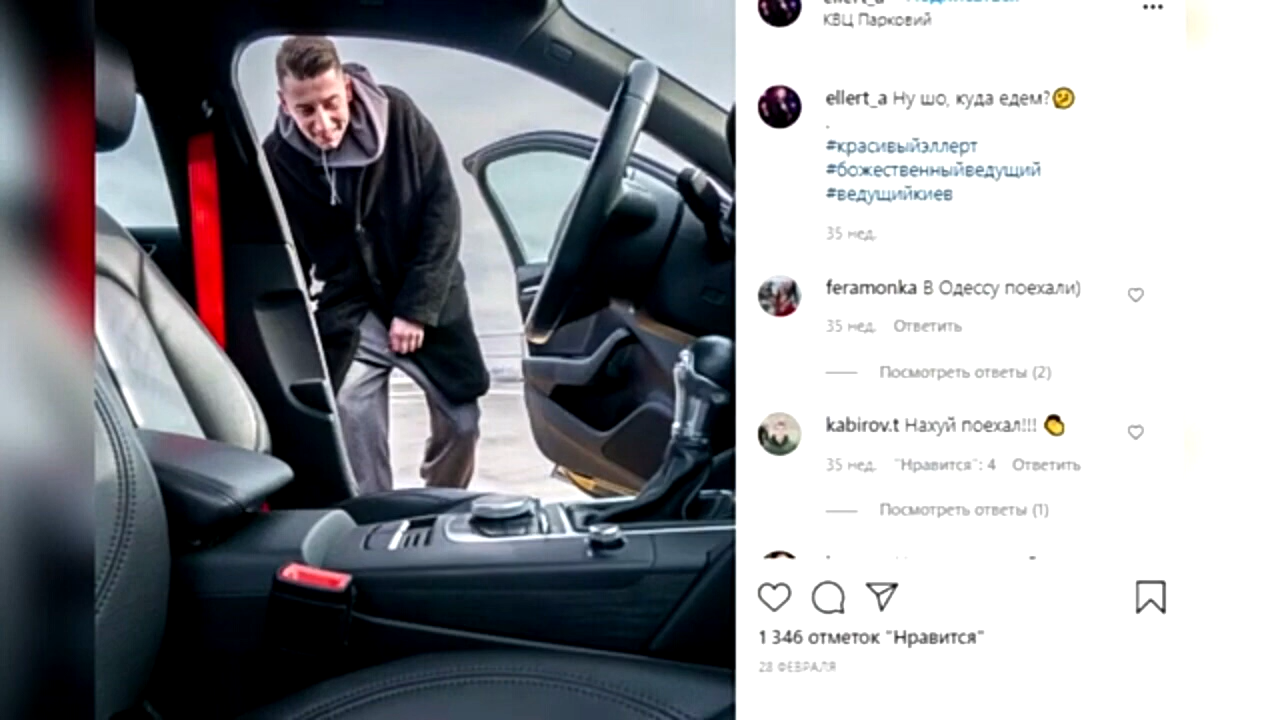 КВЦ Парковий
ellert_a Ну шо, куда едем?🫤
.
#красивыйэллерт
#божественныйведущий
#ведущийкиев
35 нед.
feramonka В Одессу поехали)
35 нед. Ответить
Посмотреть ответы (2)
kabirov.t Нахуй поехал!!! 👏
35 нед. "Нравится": 4 Ответить
Посмотреть ответы (1)
1 346 отметок "Нравится"
28 ФЕВРАЛЯ